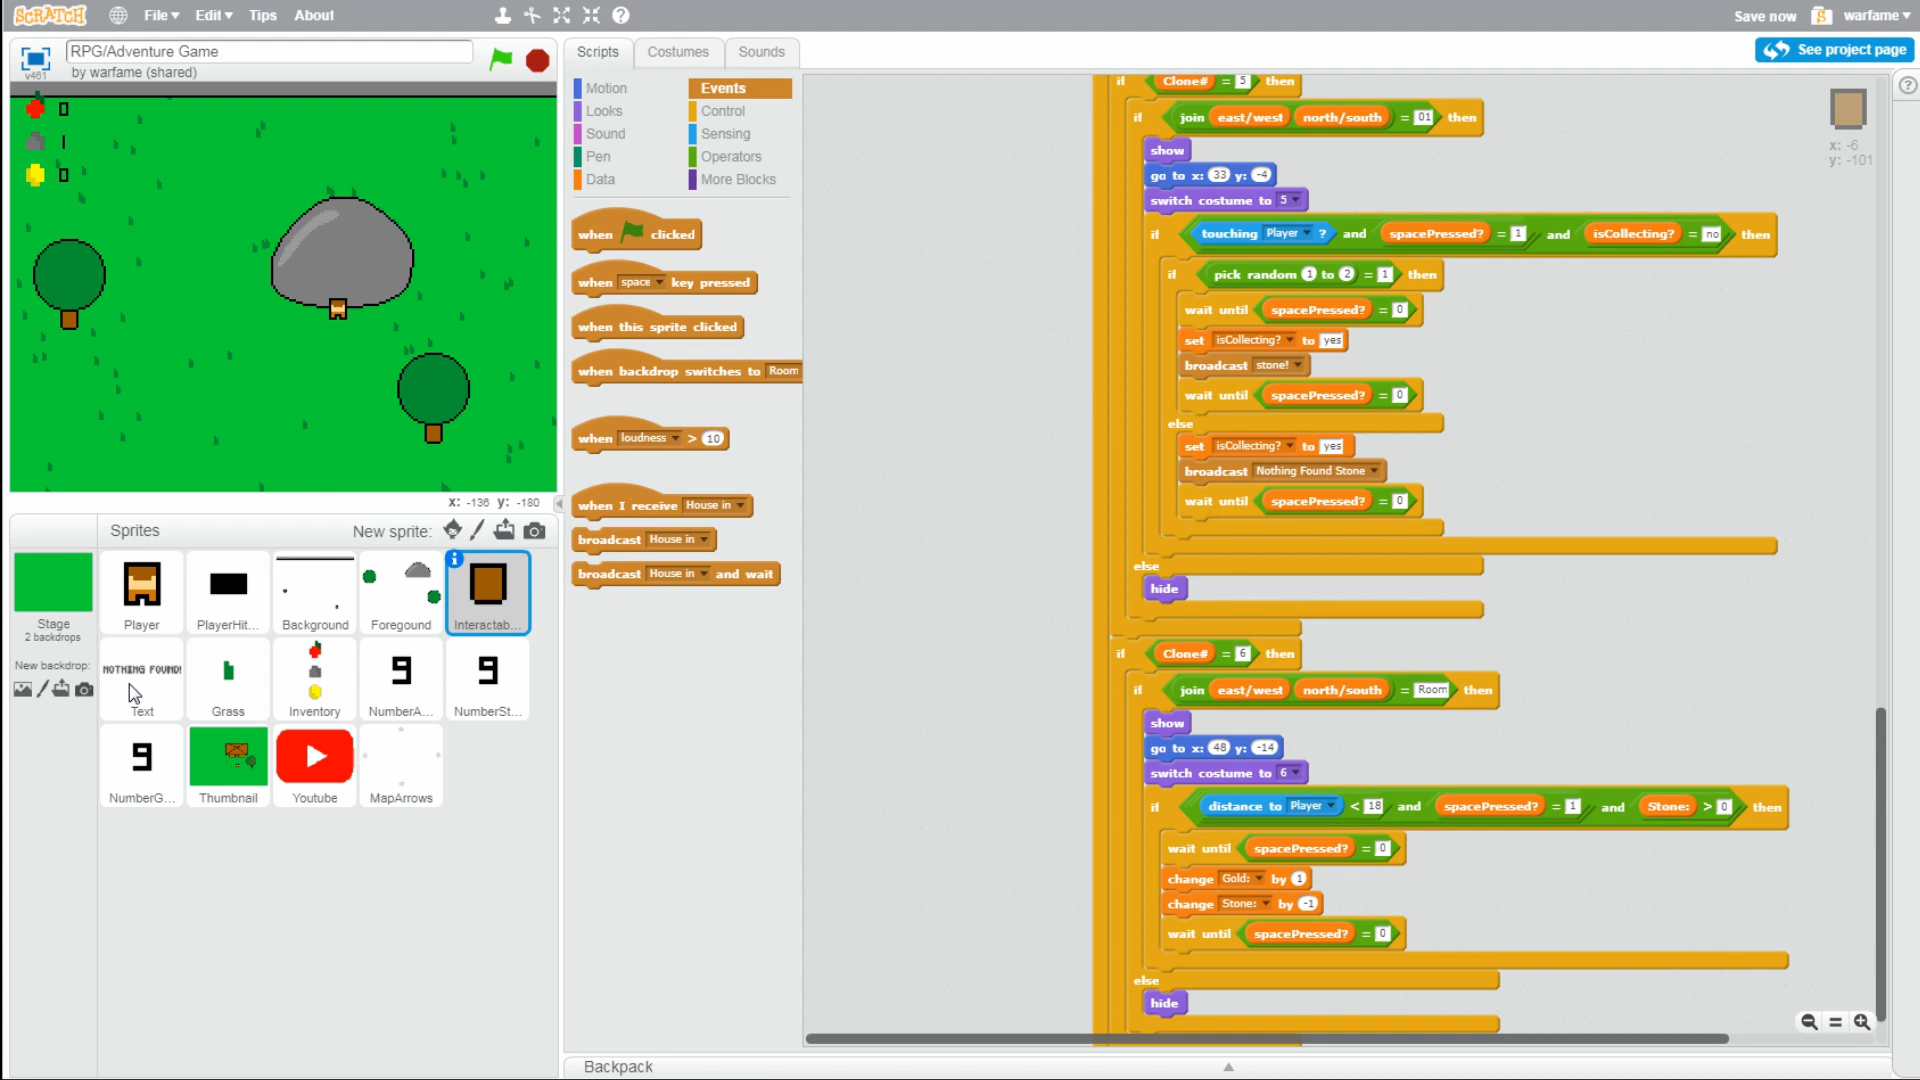 SCRATCH File▾ Edit▾ Tips About Save now warfame▾
v461 RPG/Adventure Game
by warfame (shared)
0
1
0
x: -136 y: -180
Scripts Costumes Sounds
See project page
Motion Events
Looks Control
Sound Sensing
Pen Operators
Data More Blocks
when clicked
when space key pressed
when this sprite clicked
when backdrop switches to Room
when loudness > 10
when I receive House in
broadcast House in
broadcast House in and wait
if Clone# = 5 then
if join east/west north/south = 01 then
show
go to x: 33 y: -4
switch costume to 5
if touching Player ? and spacePressed? = 1 and isCollecting? = no then
if pick random 1 to 2 = 1 then
wait until spacePressed? = 0
set isCollecting? to yes
broadcast stone!
wait until spacePressed? = 0
else
set isCollecting? to yes
broadcast Nothing Found Stone
wait until spacePressed? = 0
else
hide
if Clone# = 6 then
if join east/west north/south = Room then
show
go to x: 48 y: -14
switch costume to 6
if distance to Player < 18 and spacePressed? = 1 and Stone: > 0 then
wait until spacePressed? = 0
change Gold: by 1
change Stone: by -1
wait until spacePressed? = 0
else
hide
x: -6
y: -101
Sprites New sprite:
Stage
2 backdrops
New backdrop:
Player PlayerHit... Background Foregound Interactab...
NOTHING FOUND! 9 9
Text Grass Inventory NumberA... NumberSt...
9
NumberG... Thumbnail Youtube MapArrows
Backpack